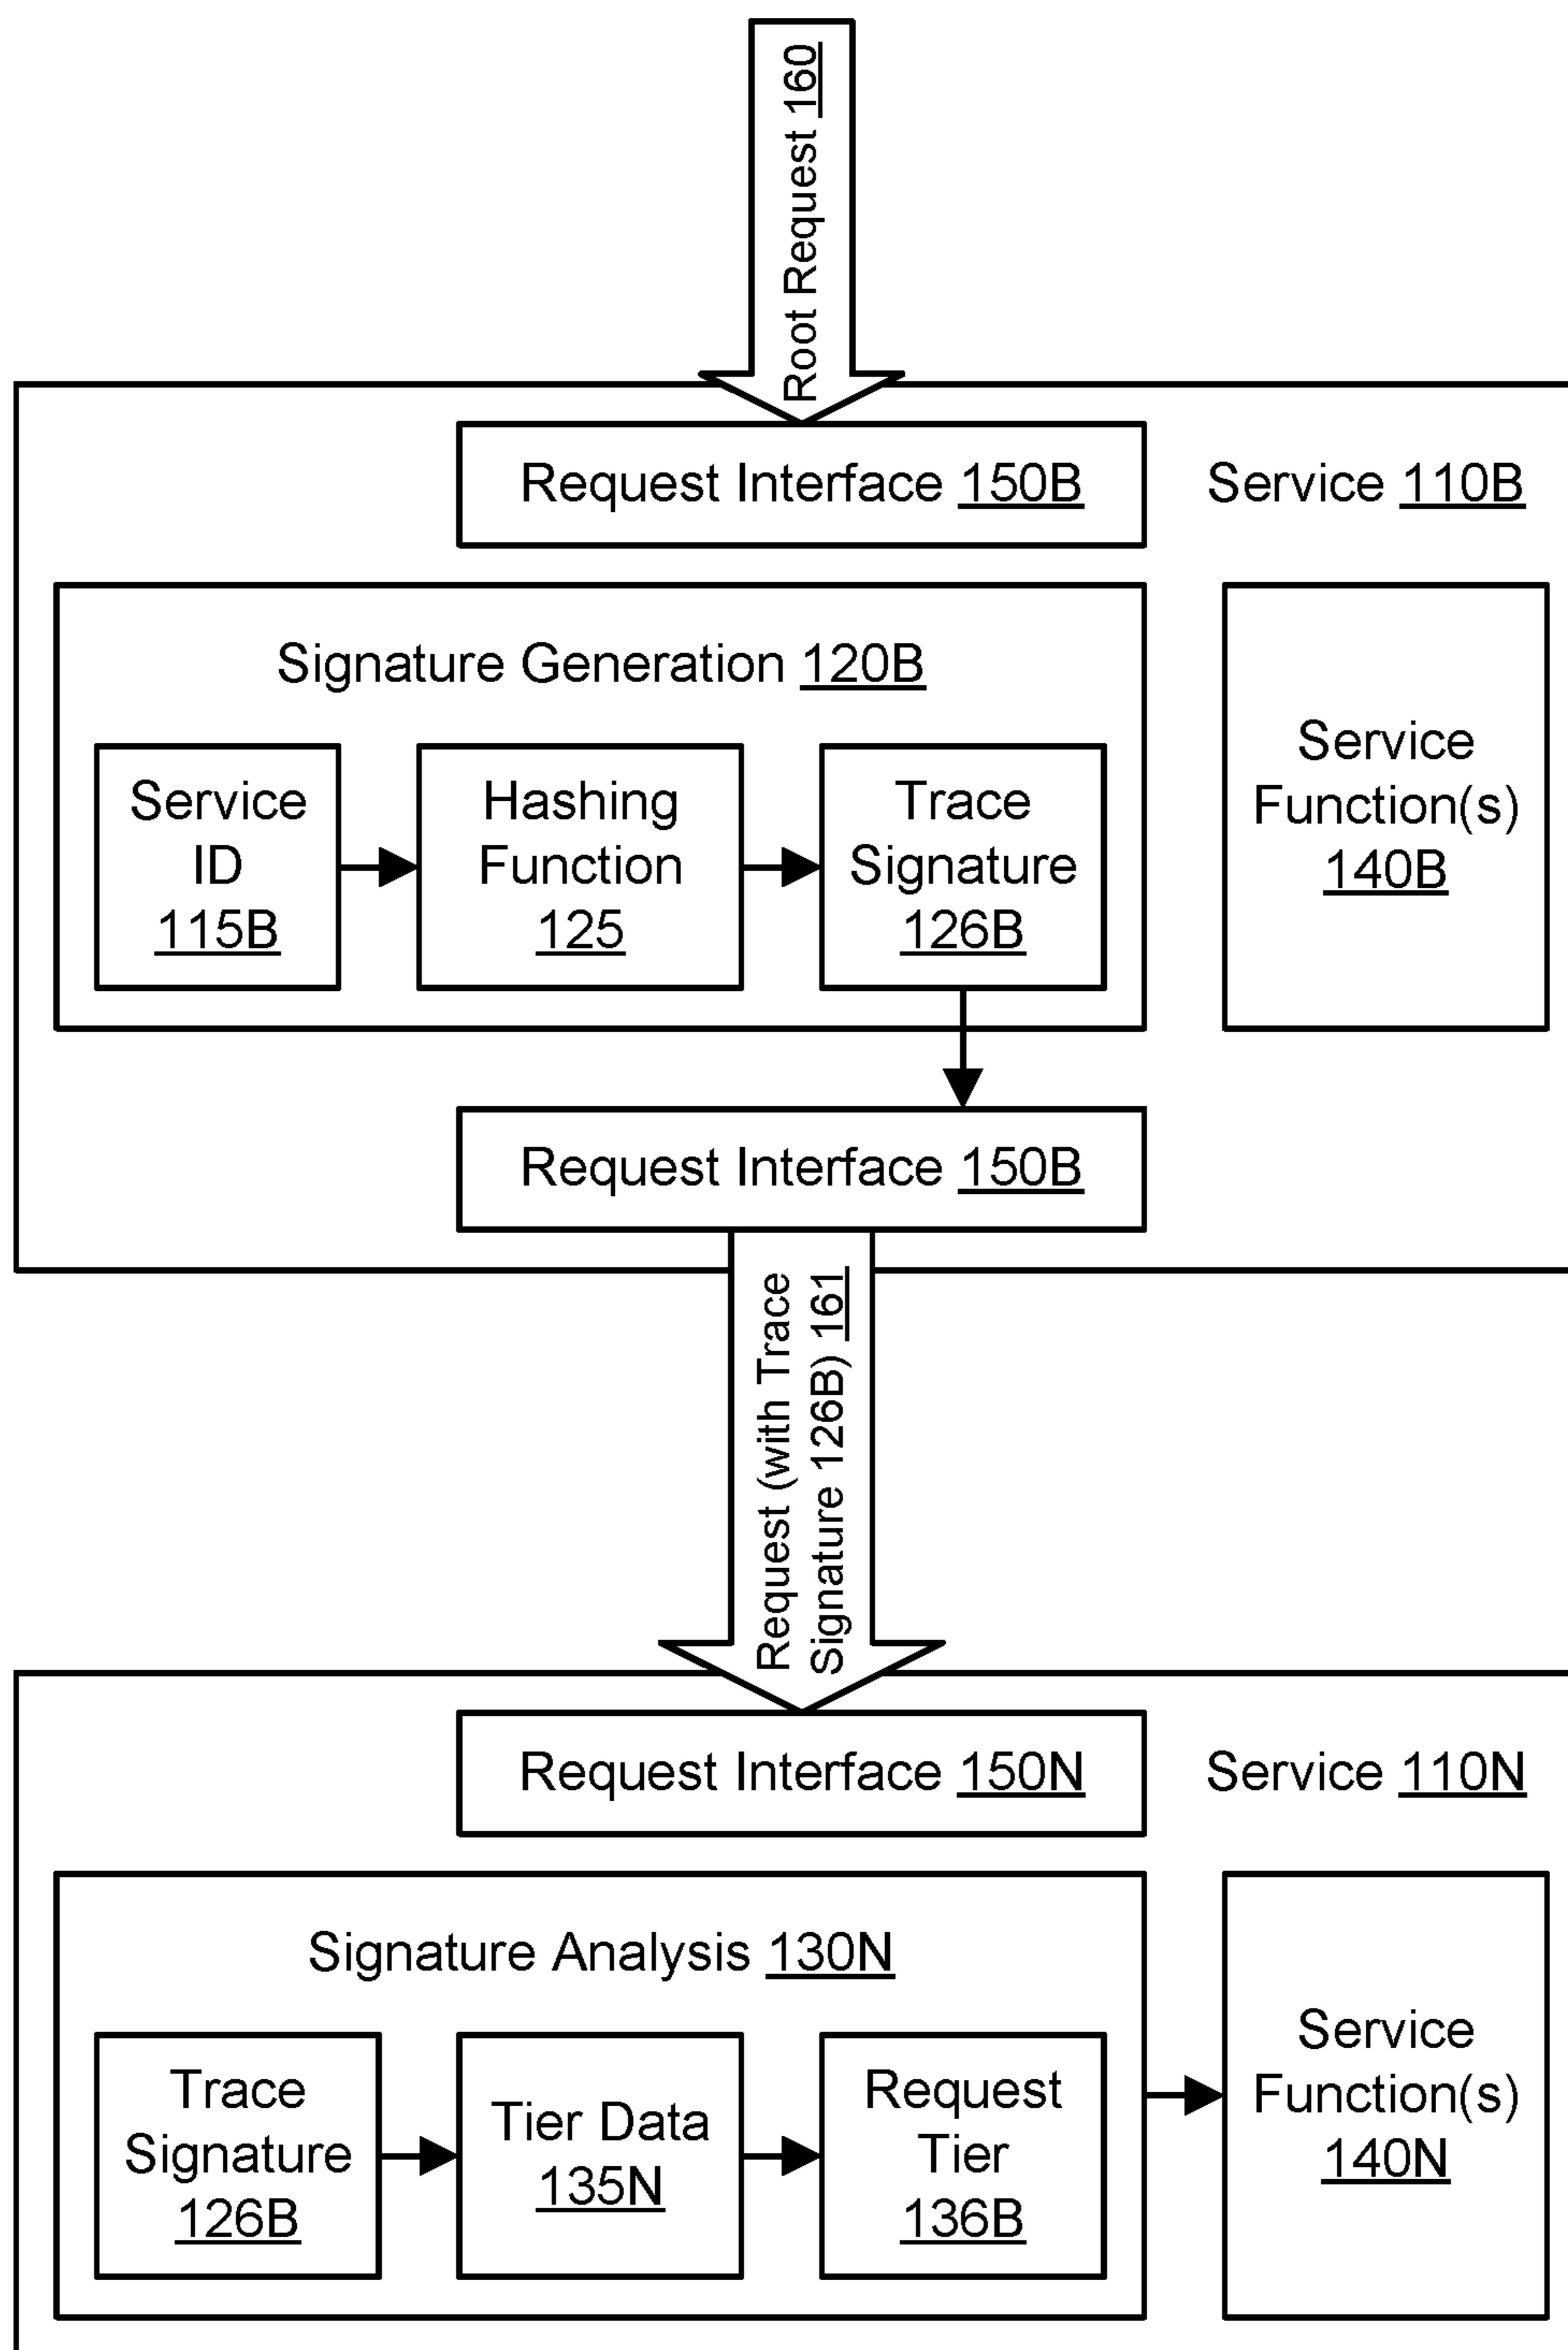 Root Request 160
Request Interface 150B
Service 110B
Signature Generation 120B
Service
ID
115B
Hashing
Function
125
Trace
Signature
126B
Service
Function(s)
140B
Request Interface 150B
Request (with Trace
Signature 126B) 161
Request Interface 150N
Service 110N
Signature Analysis 130N
Trace
Signature
126B
Tier Data
135N
Request
Tier
136B
Service
Function(s)
140N